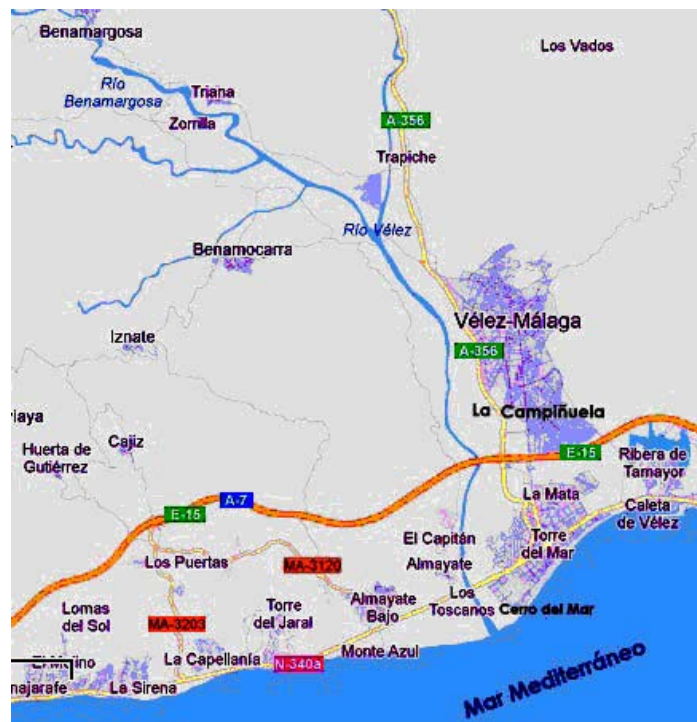 Benamargosa
Los Vados
Río
Benamargosa
Triana
Zorrilla
A-356
Trapiche
Río Vélez
Benamocarra
Vélez-Málaga
Iznate
A-356
La Campiñuela
Huerta de
Gutiérrez
Cajiz
E-15
Ribera de
Tamayor
A-7
E-15
La Mata
Caleta
de Vélez
El Capitán
Torre
del Mar
Los Puertas
MA-3120
Almayate
Lomas
del Sol
MA-3203
Torre
del Jaral
Almayate
Bajo
Los
Toscanos
Cerro del Mar
La Capellanía
N-340a
Monte Azul
La Sirena
Mar Mediterráneo